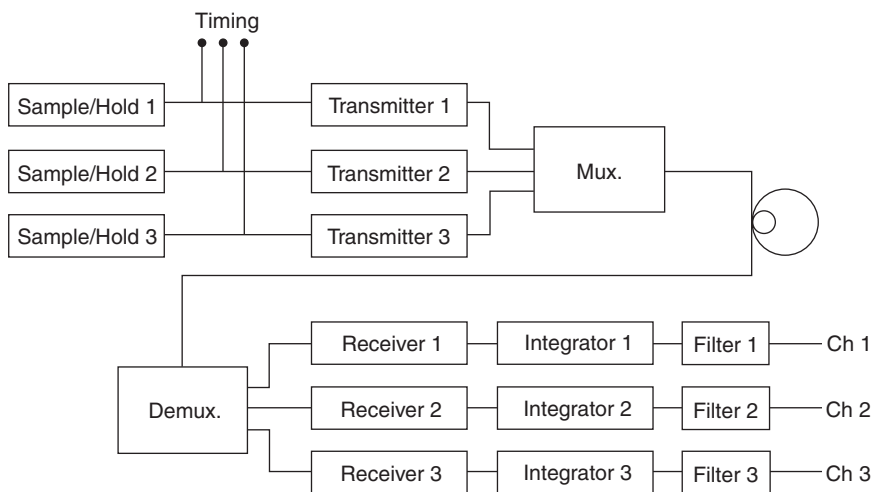 Timing
Sample/Hold 1
Transmitter 1
Sample/Hold 2
Transmitter 2
Mux.
Sample/Hold 3
Transmitter 3
Receiver 1
Integrator 1
Filter 1
Ch 1
Demux.
Receiver 2
Integrator 2
Filter 2
Ch 2
Receiver 3
Integrator 3
Filter 3
Ch 3